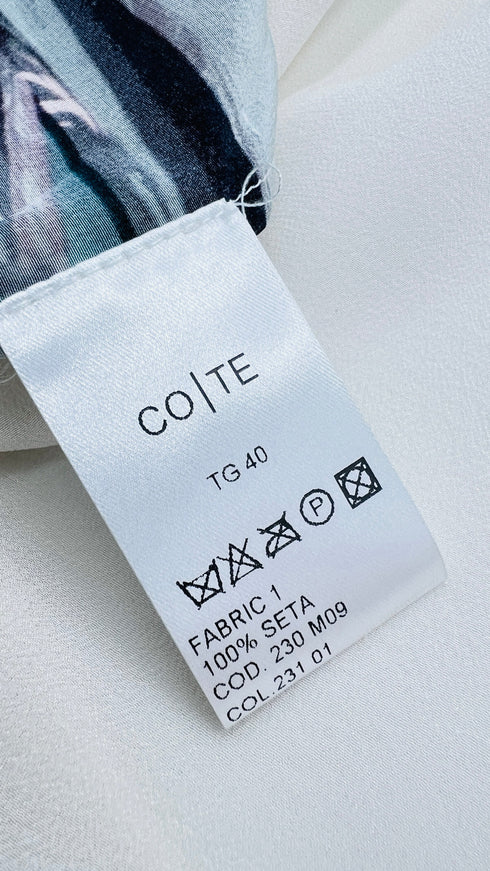 CO|TE
TG 40
P
FABRIC 1
100% SETA
COD. 230 M09
COL.231 01